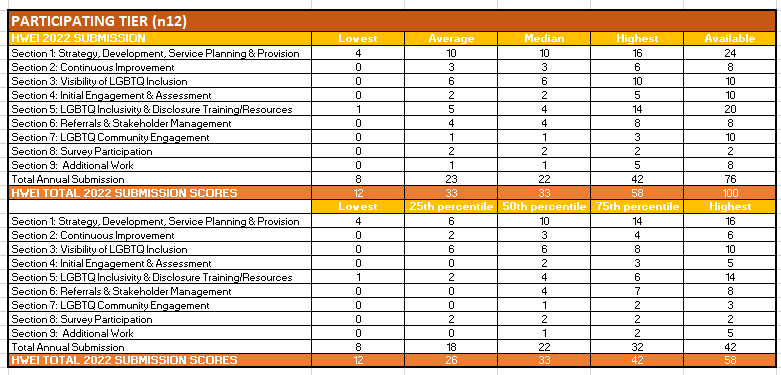 PARTICIPATING TIER (n12)
HWEI 2022 SUBMISSION Lowest Average Median Highest Available
Section 1: Strategy, Development, Service Planning & Provision 4 10 10 16 24
Section 2: Continuous Improvement 0 3 3 6 8
Section 3: Visibility of LGBTQ Inclusion 0 6 6 10 10
Section 4: Initial Engagement & Assessment 0 2 2 5 10
Section 5: LGBTQ Inclusivity & Disclosure Training/Resources 1 5 4 14 20
Section 6: Referrals & Stakeholder Management 0 4 4 8 8
Section 7: LGBTQ Community Engagement 0 1 1 3 10
Section 8: Survey Participation 0 2 2 2 2
Section 9: Additional Work 0 1 1 5 8
Total Annual Submission 8 23 22 42 76
HWEI TOTAL 2022 SUBMISSION SCORES 12 33 33 58 100
Lowest 25th percentile 50th percentile 75th percentile Highest
Section 1: Strategy, Development, Service Planning & Provision 4 6 10 14 16
Section 2: Continuous Improvement 0 2 3 4 6
Section 3: Visibility of LGBTQ Inclusion 0 6 6 8 10
Section 4: Initial Engagement & Assessment 0 0 2 3 5
Section 5: LGBTQ Inclusivity & Disclosure Training/Resources 1 2 4 6 14
Section 6: Referrals & Stakeholder Management 0 0 4 7 8
Section 7: LGBTQ Community Engagement 0 0 1 2 3
Section 8: Survey Participation 0 2 2 2 2
Section 9: Additional Work 0 0 1 2 5
Total Annual Submission 8 18 22 32 42
HWEI TOTAL 2022 SUBMISSION SCORES 12 26 33 42 58